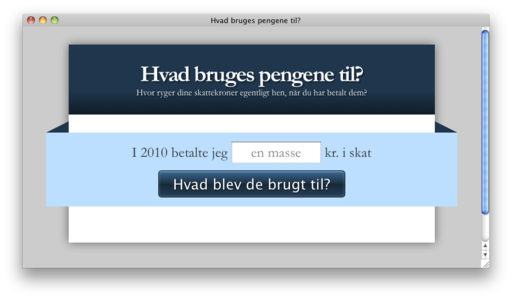 Hvad bruges pengene til?
Hvad bruges pengene til?
Hvor ryger dine skattekroner egentligt hen, når du har betalt dem?
I 2010 betalte jeg en masse kr. i skat
Hvad blev de brugt til?